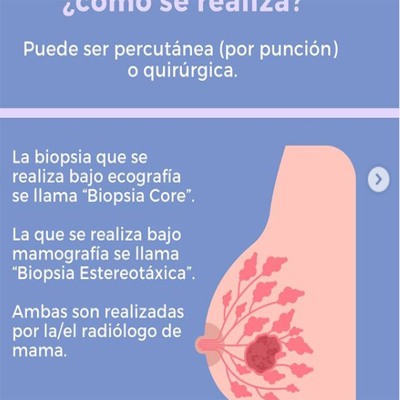 ¿cómo se realiza?
Puede ser percutánea (por punción)
o quirúrgica.
La biopsia que se
realiza bajo ecografía
se llama “Biopsia Core”.
La que se realiza bajo
mamografía se llama
“Biopsia Estereotáxica”.
Ambas son realizadas
por la/el radiólogo de
mama.